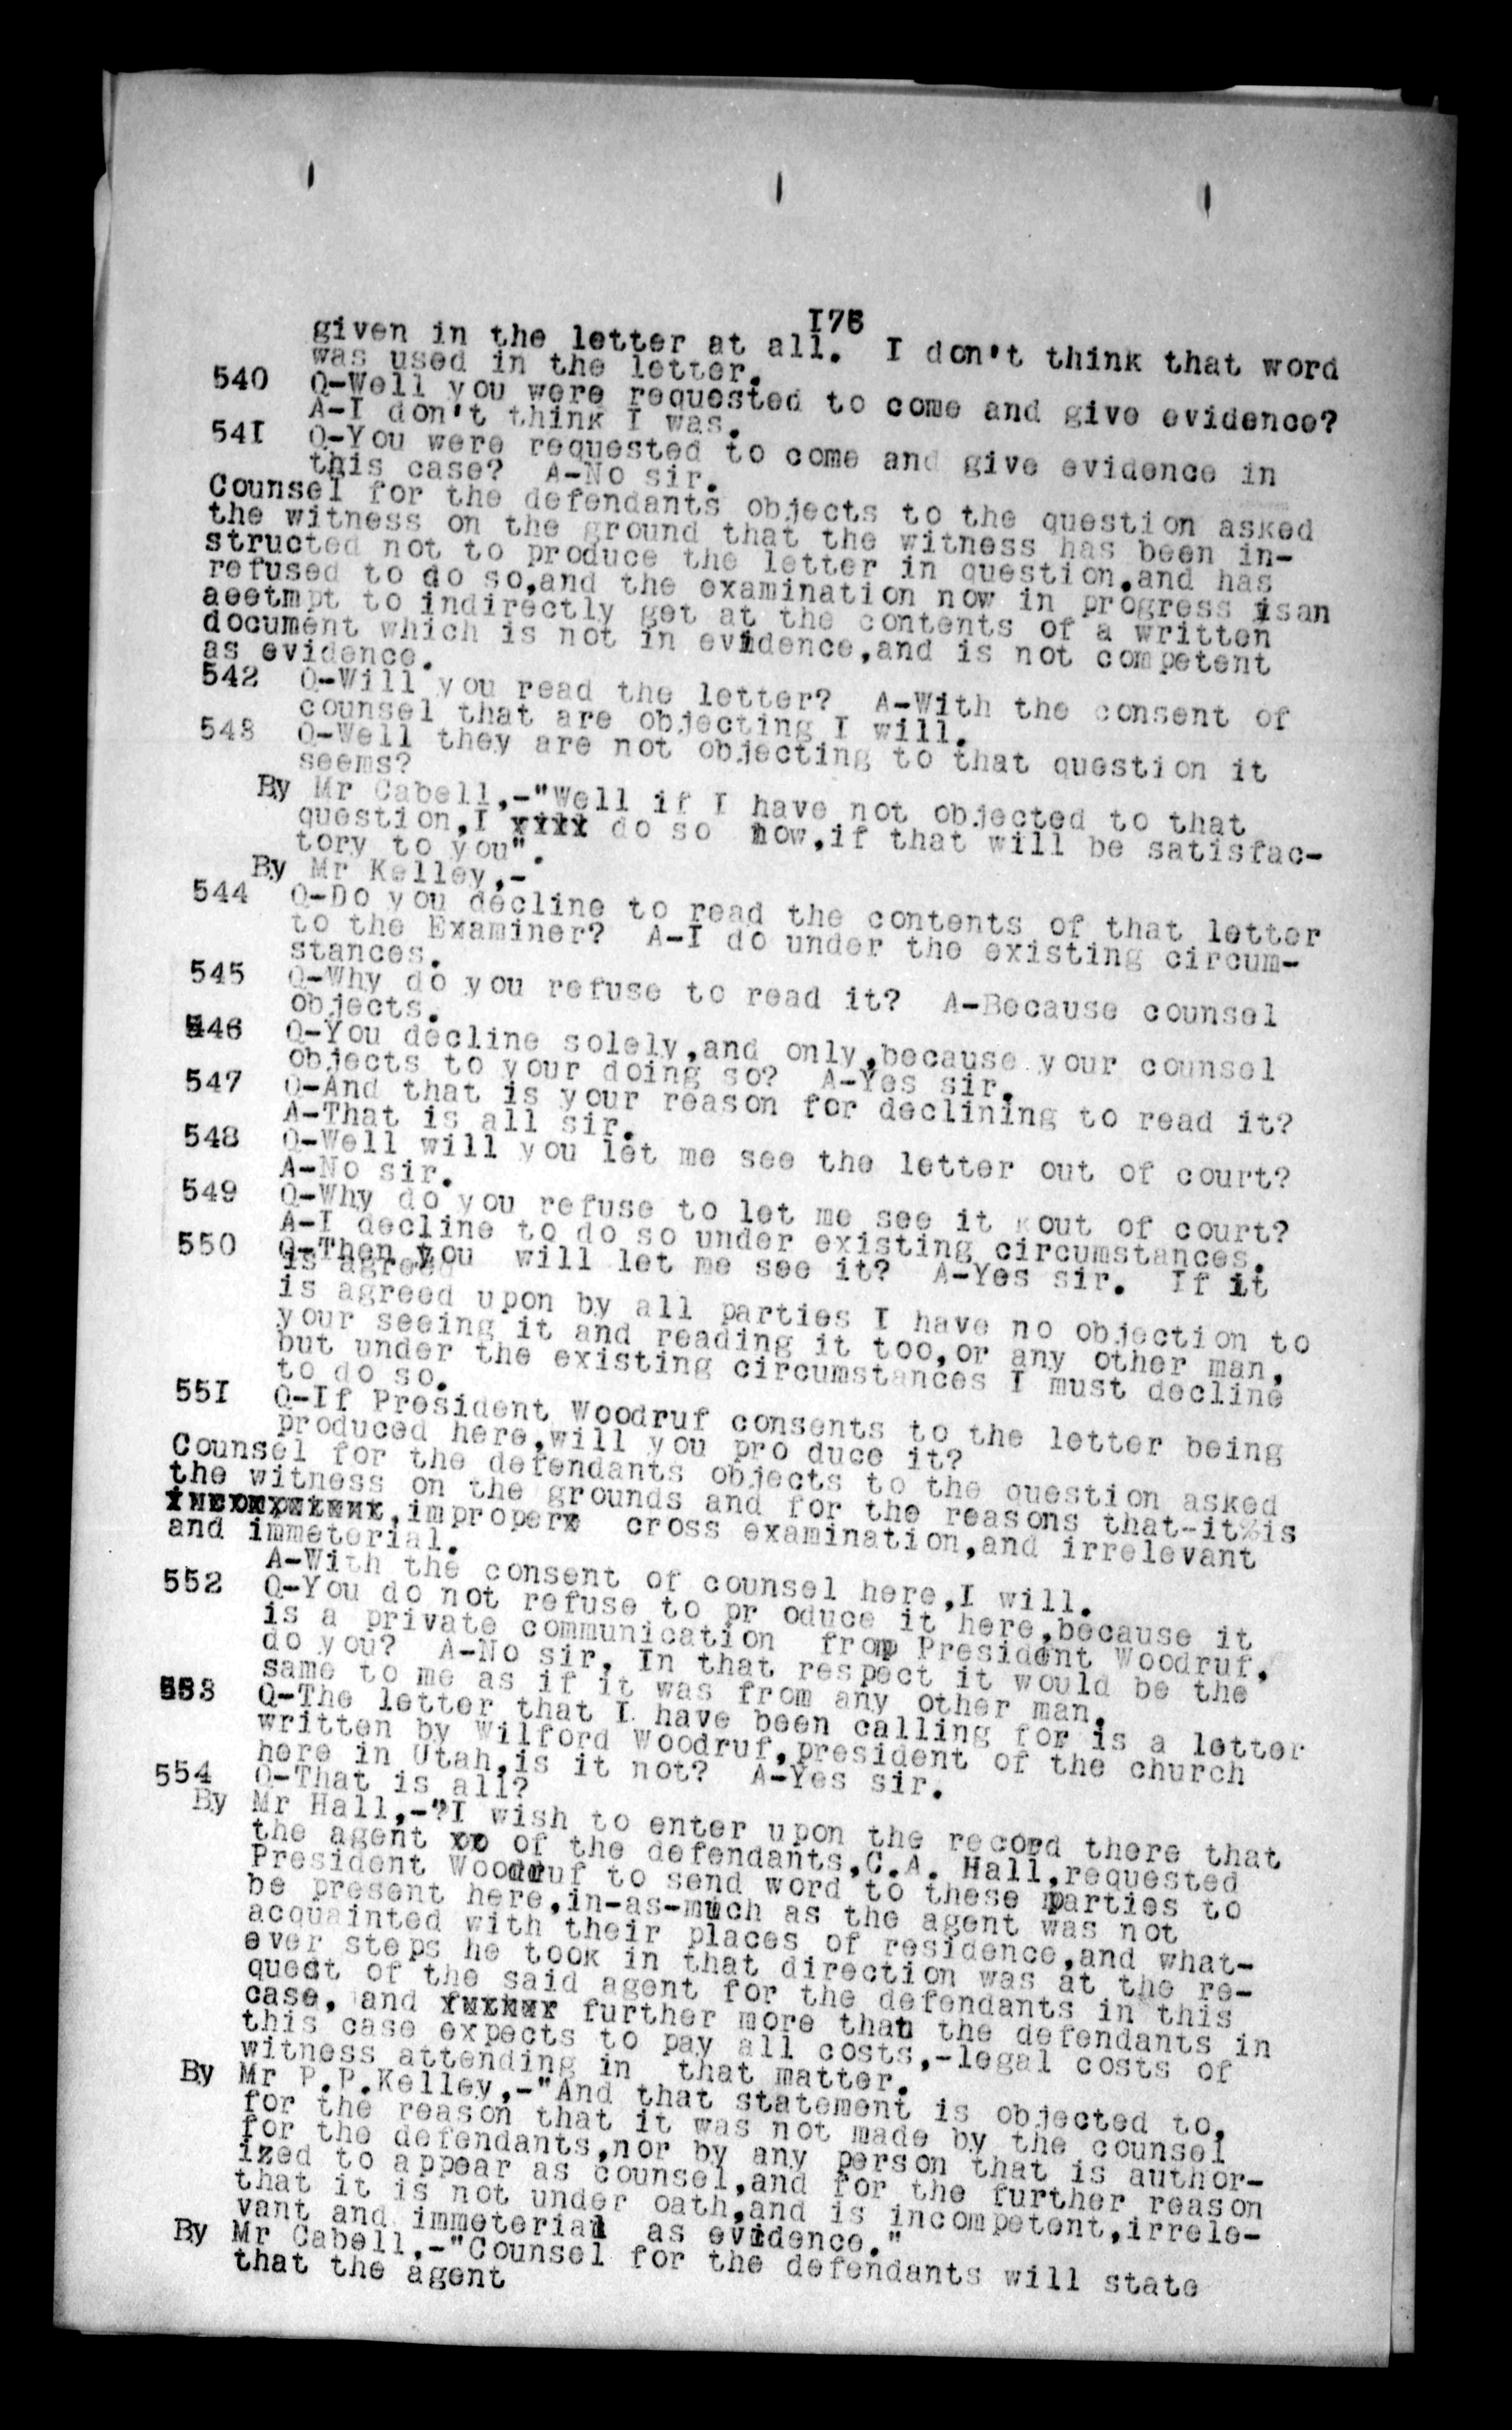 176
given in the letter at all. I don't think that word
was used in the letter.
540 Q-Well you were requested to come and give evidence?
A-I don't think I was.
541 Q-You were requested to come and give evidence in
this case? A-No sir.
Counsel for the defendants objects to the question asked
the witness on the ground that the witness has been in-
structed not to produce the letter in question,and has
refused to do so,and the examination now in progress isan
aeetmpt to indirectly get at the contents of a written
document which is not in evidence,and is not competent
as evidence.
542 Q-Will you read the letter? A-With the consent of
counsel that are objecting I will.
543 Q-Well they are not objecting to that question it
seems?
By Mr Cabell,-"Well if I have not objected to that
question,I do so now,if that will be satisfac-
tory to you".
By Mr Kelley,-
544 Q-Do you decline to read the contents of that letter
to the Examiner? A-I do under the existing circum-
stances.
545 Q-Why do you refuse to read it? A-Because counsel
objects.
546 Q-You decline solely,and only,because your counsel
objects to your doing so? A-Yes sir.
547 Q-And that is your reason for declining to read it?
A-That is all sir.
548 Q-Well will you let me see the letter out of court?
A-No sir.
549 Q-Why do you refuse to let me see it out of court?
A-I decline to do so under existing circumstances.
550 Q-Then you will let me see it? A-Yes sir. If it
is agreed
is agreed upon by all parties I have no objection to
your seeing it and reading it too,or any other man,
but under the existing circumstances I must decline
to do so.
551 Q-If President Woodruf consents to the letter being
produced here,will you pro duce it?
Counsel for the defendants objects to the question asked
the witness on the grounds and for the reasons that-it is
improper cross examination,and irrelevant
and immeterial.
A-With the consent of counsel here,I will.
552 Q-You do not refuse to pr oduce it here,because it
is a private communication from President Woodruf,
do you? A-No sir, In that respect it would be the
same to me as if it was from any other man.
553 Q-The letter that I have been calling for is a letter
written by Wilford Woodruf,president of the church
here in Utah,is it not? A-Yes sir.
554 Q-That is all?
By Mr Hall,-"I wish to enter upon the record there that
the agent of the defendants,C.A. Hall,requested
President Woodruf to send word to these parties to
be present here,in-as-much as the agent was not
acquainted with their places of residence,and what-
ever steps he took in that direction was at the re-
quest of the said agent for the defendants in this
case, and further more that the defendants in
this case expects to pay all costs,-legal costs of
witness attending in that matter.
By Mr P.P.Kelley,-"And that statement is objected to,
for the reason that it was not made by the counsel
for the defendants,nor by any person that is author-
ized to appear as counsel,and for the further reason
that it is not under oath,and is incompetent,irrele-
vant and immeterial as evidence."
By Mr Cabell,-"Counsel for the defendants will state
that the agent